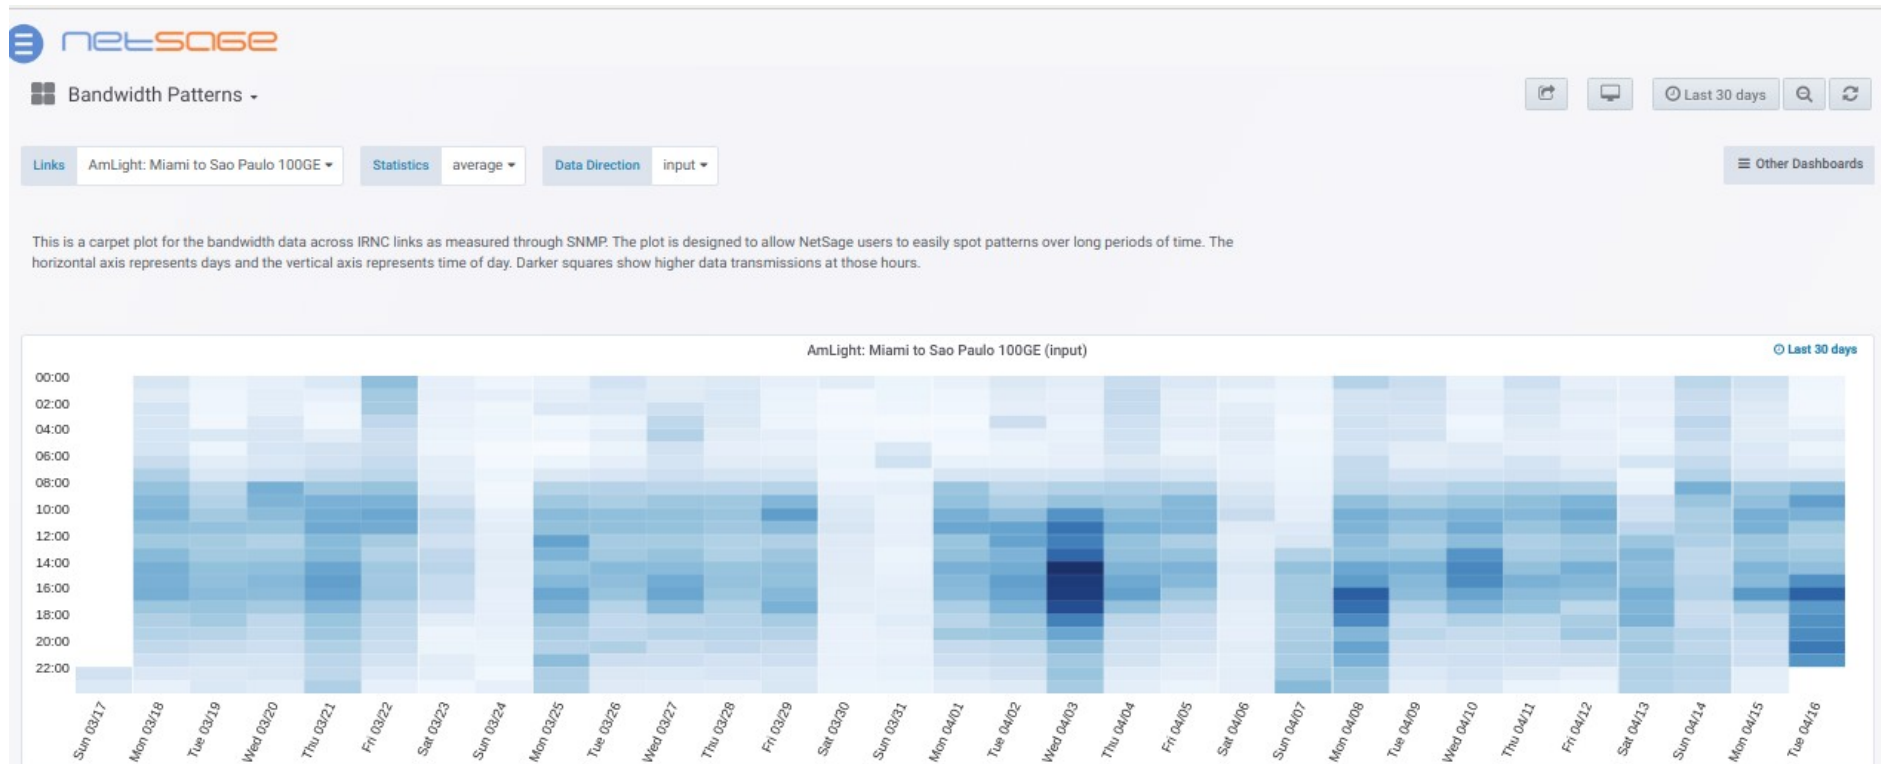 netsage
Bandwidth Patterns
Last 30 days
Links AmLight: Miami to Sao Paulo 100GE Statistics average Data Direction input
Other Dashboards
This is a carpet plot for the bandwidth data across IRNC links as measured through SNMP. The plot is designed to allow NetSage users to easily spot patterns over long periods of time. The
horizontal axis represents days and the vertical axis represents time of day. Darker squares show higher data transmissions at those hours.
AmLight: Miami to Sao Paulo 100GE (input)
Last 30 days
00:00
02:00
04:00
06:00
08:00
10:00
12:00
14:00
16:00
18:00
20:00
22:00
Sun 03/17
Mon 03/18
Tue 03/19
Wed 03/20
Thu 03/21
Fri 03/22
Sat 03/23
Sun 03/24
Mon 03/25
Tue 03/26
Wed 03/27
Thu 03/28
Fri 03/29
Sat 03/30
Sun 03/31
Mon 04/01
Tue 04/02
Wed 04/03
Thu 04/04
Fri 04/05
Sat 04/06
Sun 04/07
Mon 04/08
Tue 04/09
Wed 04/10
Thu 04/11
Fri 04/12
Sat 04/13
Sun 04/14
Mon 04/15
Tue 04/16